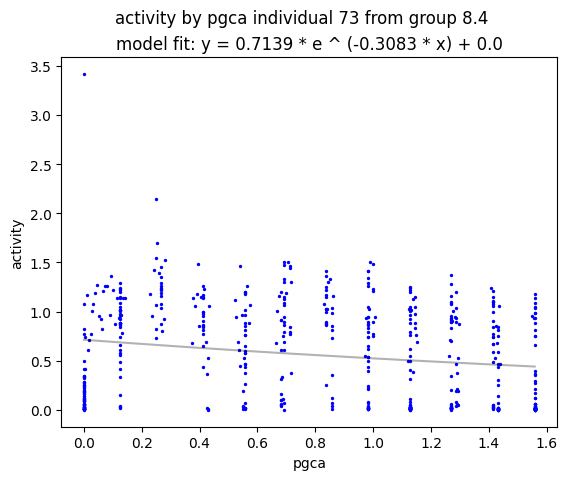 activity by pgca individual 73 from group 8.4
model fit: y = 0.7139 * e ^ (-0.3083 * x) + 0.0
3.5
3.0
2.5
2.0
1.5
1.0
0.5
0.0
activity
0.0 0.2 0.4 0.6 0.8 1.0 1.2 1.4 1.6
pgca